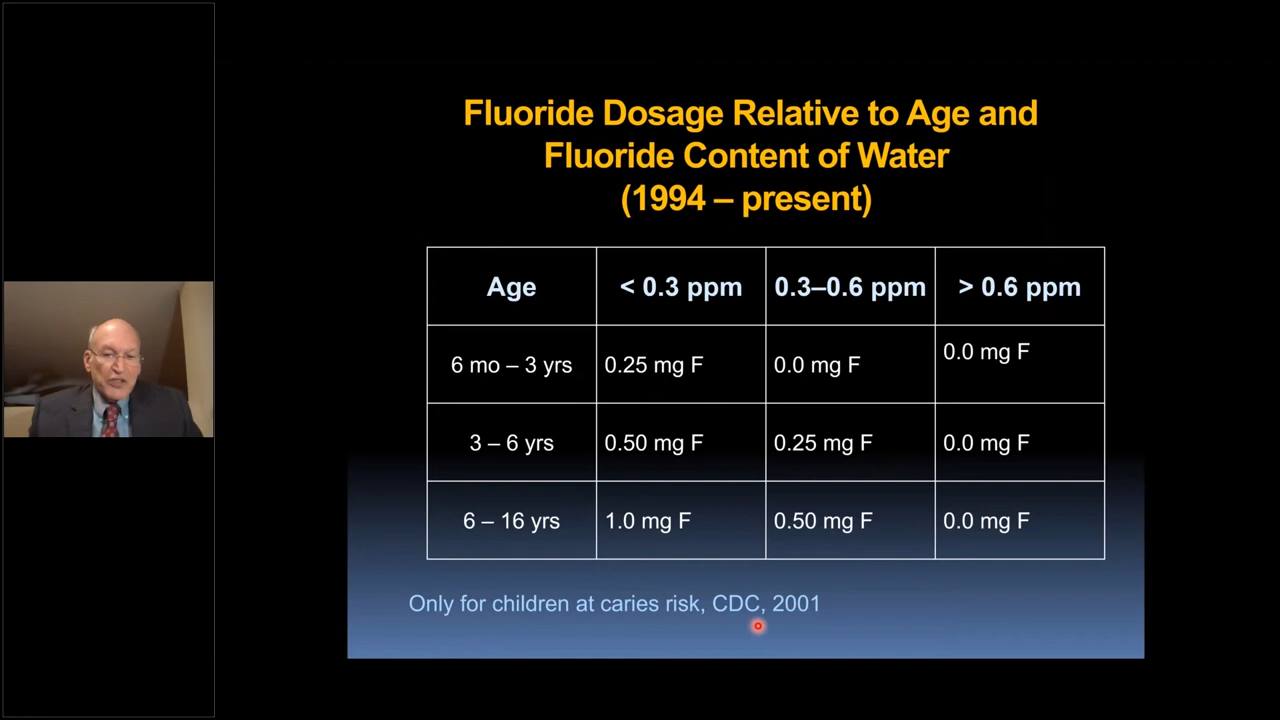 Fluoride Dosage Relative to Age and
Fluoride Content of Water
(1994 – present)
Age < 0.3 ppm 0.3–0.6 ppm > 0.6 ppm
6 mo – 3 yrs 0.25 mg F 0.0 mg F 0.0 mg F
3 – 6 yrs 0.50 mg F 0.25 mg F 0.0 mg F
6 – 16 yrs 1.0 mg F 0.50 mg F 0.0 mg F
Only for children at caries risk, CDC, 2001